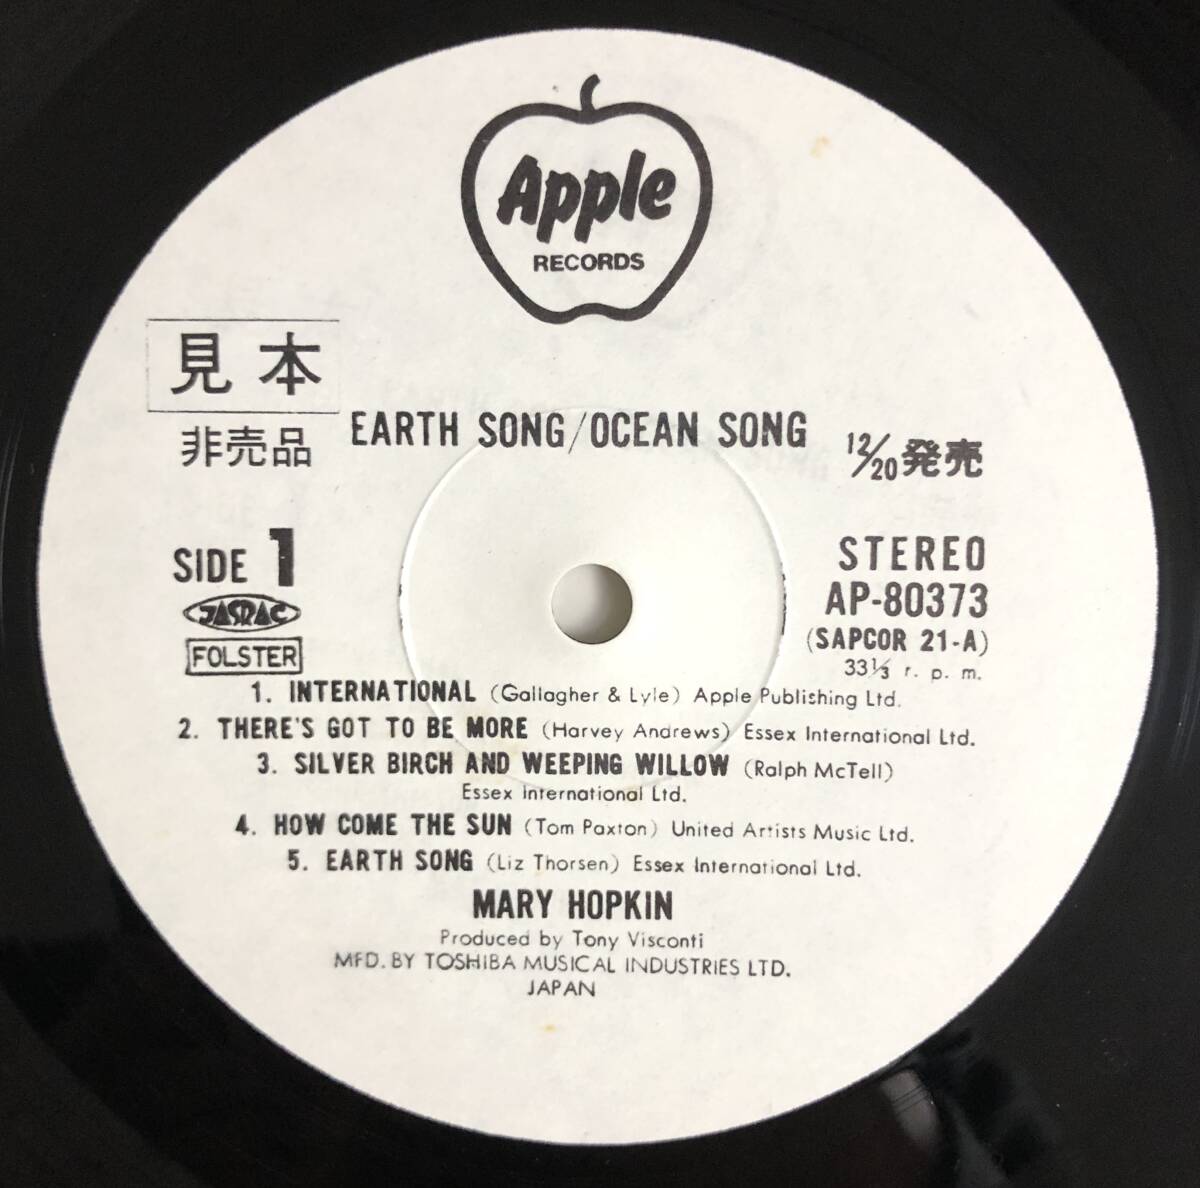 Apple
RECORDS
見本
非売品
EARTH SONG/OCEAN SONG
12/20発売
SIDE 1
JASRAC
FOLSTER
STEREO
AP-80373
(SAPCOR 21-A)
33⅓ r. p. m.
1. INTERNATIONAL (Gallagher & Lyle) Apple Publishing Ltd.
2. THERE'S GOT TO BE MORE (Harvey Andrews) Essex International Ltd.
3. SILVER BIRCH AND WEEPING WILLOW (Ralph McTell)
Essex International Ltd.
4. HOW COME THE SUN (Tom Paxton) United Artists Music Ltd.
5. EARTH SONG (Liz Thorsen) Essex International Ltd.
MARY HOPKIN
Produced by Tony Visconti
MFD. BY TOSHIBA MUSICAL INDUSTRIES LTD.
JAPAN